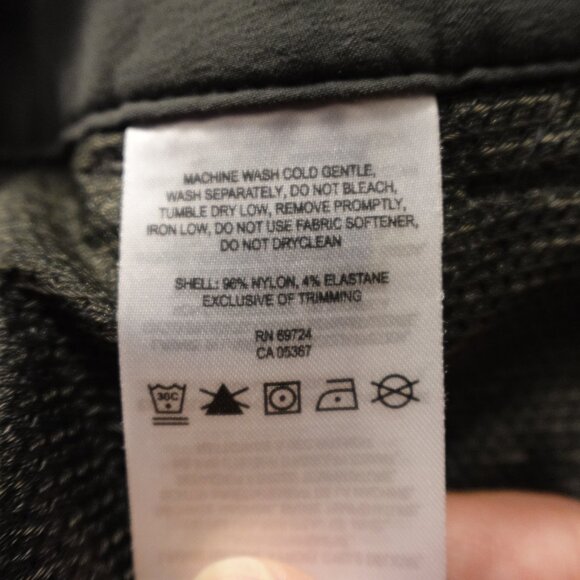 MACHINE WASH COLD GENTLE,
WASH SEPARATELY, DO NOT BLEACH,
TUMBLE DRY LOW, REMOVE PROMPTLY,
IRON LOW, DO NOT USE FABRIC SOFTENER,
DO NOT DRYCLEAN
SHELL: 96% NYLON, 4% ELASTANE
EXCLUSIVE OF TRIMMING
RN 69724
CA 05367
30C